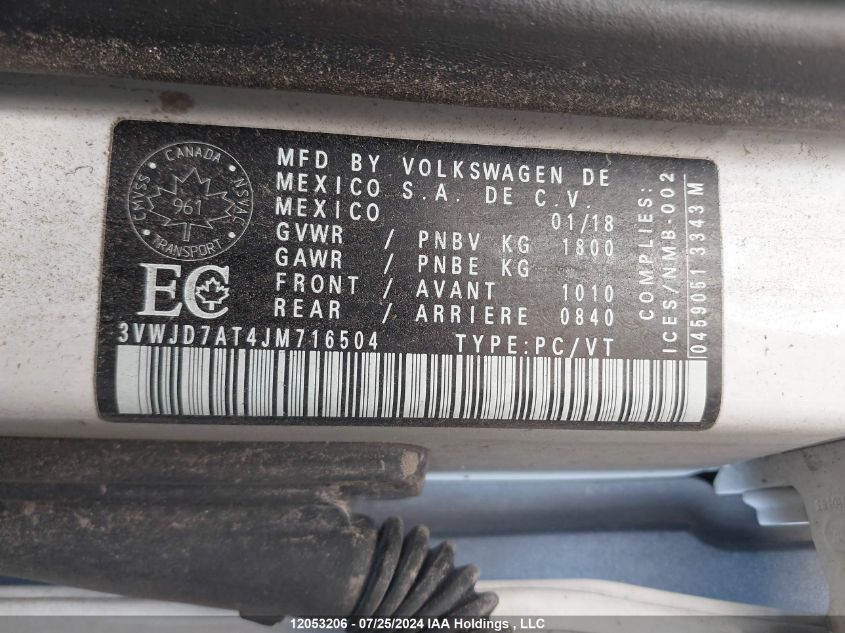 CANADA
CMVSS
NSVAC
961
TRANSPORT
EC
MFD BY VOLKSWAGEN DE
MEXICO S.A. DE C.V.
MEXICO 01/18
GVWR / PNBV KG 1800
GAWR / PNBE KG
FRONT / AVANT 1010
REAR / ARRIERE 0840
3VWJD7AT4JM716504 TYPE:PC/VT
COMPLIES:
ICES/NMB-002
0459051 3343M
12053206 - 07/25/2024 IAA Holdings , LLC